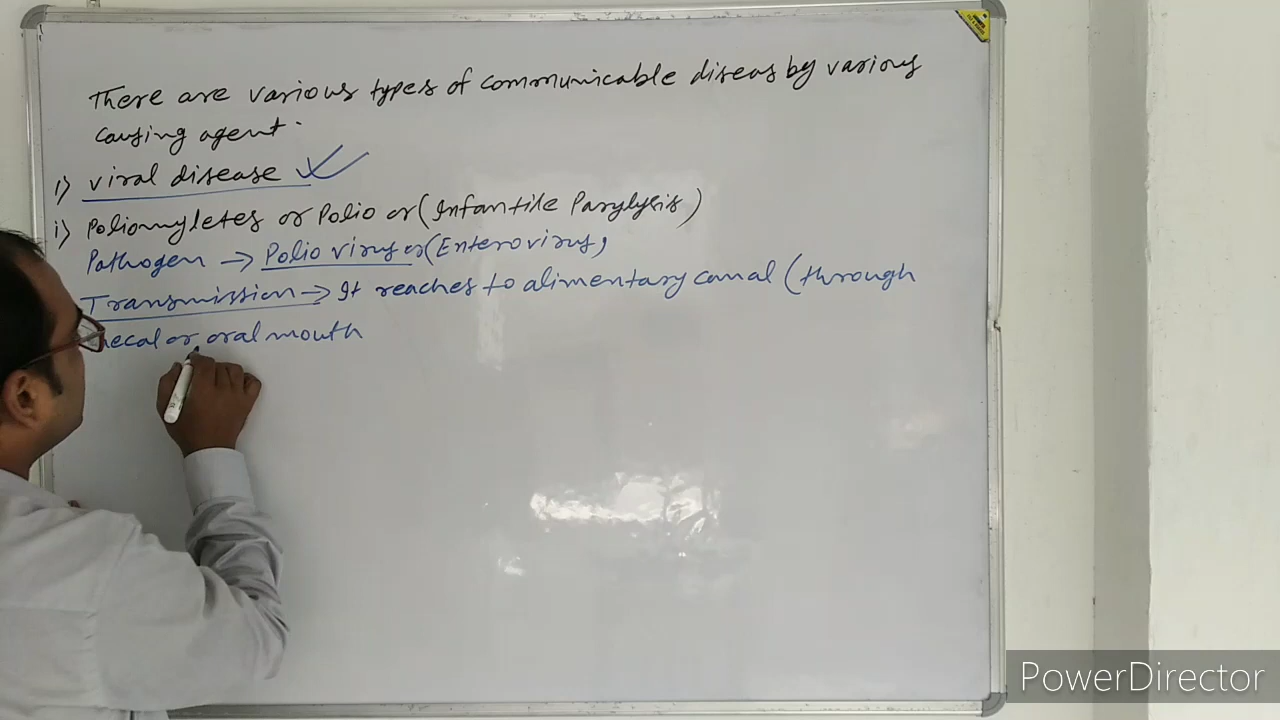 There are various types of communicable diseas by various
causing agent.
1) viral disease
i) Poliomyletes or Polio or (Infantile Parylysis)
Pathogen → Polio virus or (Enterovirus,
Transmission → It reaches to alimentary canal (through
ecal or oral mouth
PowerDirector